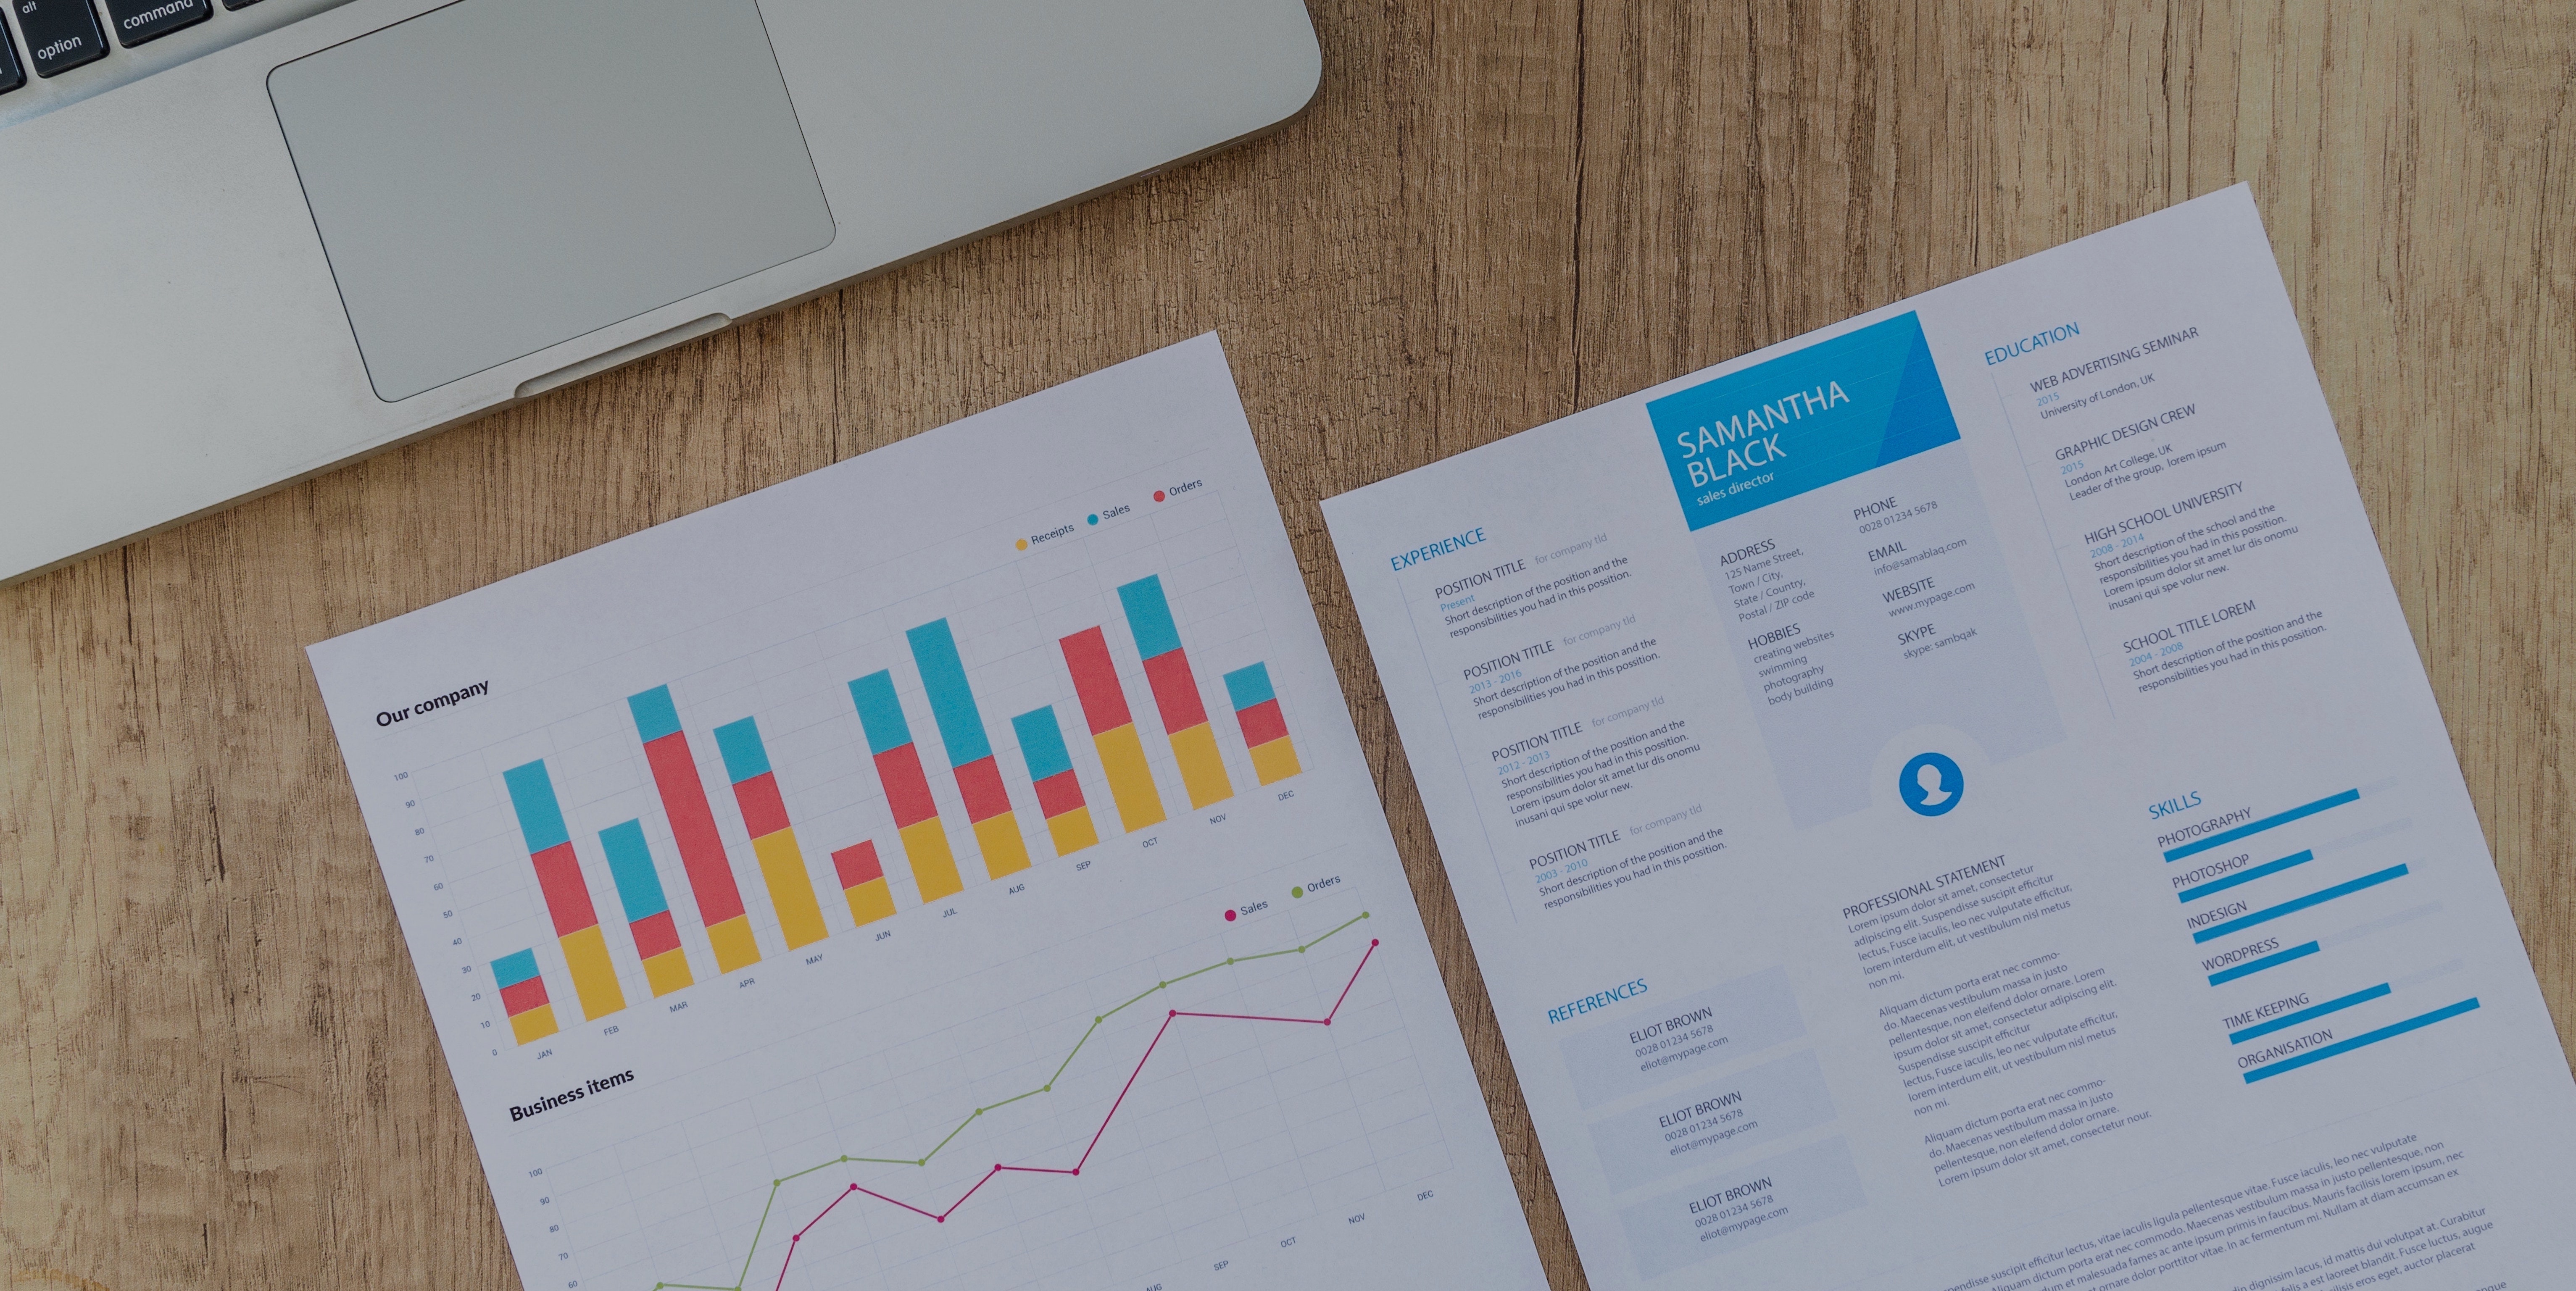 alt
option
command
Our company
Receipts
Sales
Orders
100
90
80
70
60
50
40
30
20
10
0
JAN
FEB
MAR
APR
MAY
JUN
JUL
AUG
SEP
OCT
NOV
DEC
Business items
Sales
Orders
100
90
80
70
60
AUG
SEP
OCT
NOV
DEC
EXPERIENCE
POSITION TITLE for company tld
Present
Short description of the position and the
responsibilities you had in this position.
POSITION TITLE for company tld
2013 - 2016
Short description of the position and the
responsibilities you had in this possition.
POSITION TITLE for company tld
2012 - 2013
Short description of the position and the
responsibilities you had in this possition.
Lorem ipsum dolor sit amet lur dis onomu
inusani qui spe volur new.
POSITION TITLE for company tld
2003 - 2010
Short description of the position and the
responsibilities you had in this possition.
REFERENCES
ELIOT BROWN
0028 01234 5678
eliot@mypage.com
ELIOT BROWN
0028 01234 5678
eliot@mypage.com
ELIOT BROWN
0028 01234 5678
eliot@mypage.com
SAMANTHA
BLACK
sales director
ADDRESS
125 Name Street,
Town / City,
State / Country,
Postal / ZIP code
HOBBIES
creating websites
swimming
photography
body building
PHONE
0028 01234 5678
EMAIL
info@samablaq.com
WEBSITE
www.mypage.com
SKYPE
skype: sambqak
PROFESSIONAL STATEMENT
Lorem ipsum dolor sit amet, consectetur
adipiscing elit. Suspendisse suscipit efficitur
lectus, Fusce iaculis, leo nec vulputate efficitur,
lorem interdum elit, ut vestibulum nisl metus
non mi.
Aliquam dictum porta erat nec commo-
do. Maecenas vestibulum massa in justo
pellentesque, non eleifend dolor ornare. Lorem
ipsum dolor sit amet, consectetur adipiscing elit.
Suspendisse suscipit efficitur
lectus, Fusce iaculis, leo nec vulputate efficitur,
lorem interdum elit, ut vestibulum nisl metus
non mi.
Aliquam dictum porta erat nec commo-
do. Maecenas vestibulum massa in justo
pellentesque, non eleifend dolor ornare.
Lorem ipsum dolor sit amet, consectetur nour.
EDUCATION
WEB ADVERTISING SEMINAR
2015
University of London, UK
GRAPHIC DESIGN CREW
2015
London Art College, UK
Leader of the group, lorem ipsum
HIGH SCHOOL UNIVERSITY
2008 - 2014
Short description of the school and the
responsibilities you had in this possition.
Lorem ipsum dolor sit amet lur dis onomu
inusani qui spe volur new.
SCHOOL TITLE LOREM
2004 - 2008
Short description of the position and the
responsibilities you had in this possition.
SKILLS
PHOTOGRAPHY
PHOTOSHOP
INDESIGN
WORDPRESS
TIME KEEPING
ORGANISATION
suscipit efficitur lectus, vitae iaculis ligula pellentesque vitae. Fusce iaculis, leo nec vulputate
Aliquam dictum porta erat nec commodo. Maecenas vestibulum massa in justo pellentesque, non
et malesuada fames ac ante ipsum primis in faucibus. Mauris facilisis lorem ipsum, nec
ornare dolor porttitor vitae. In ac fermentum mi. Nullam at diam accumsan ex
dignissim lacus, id mattis dui volutpat at. Curabitur
a est laoreet blandit. Fusce luctus, augue
eros eget, auctor placerat